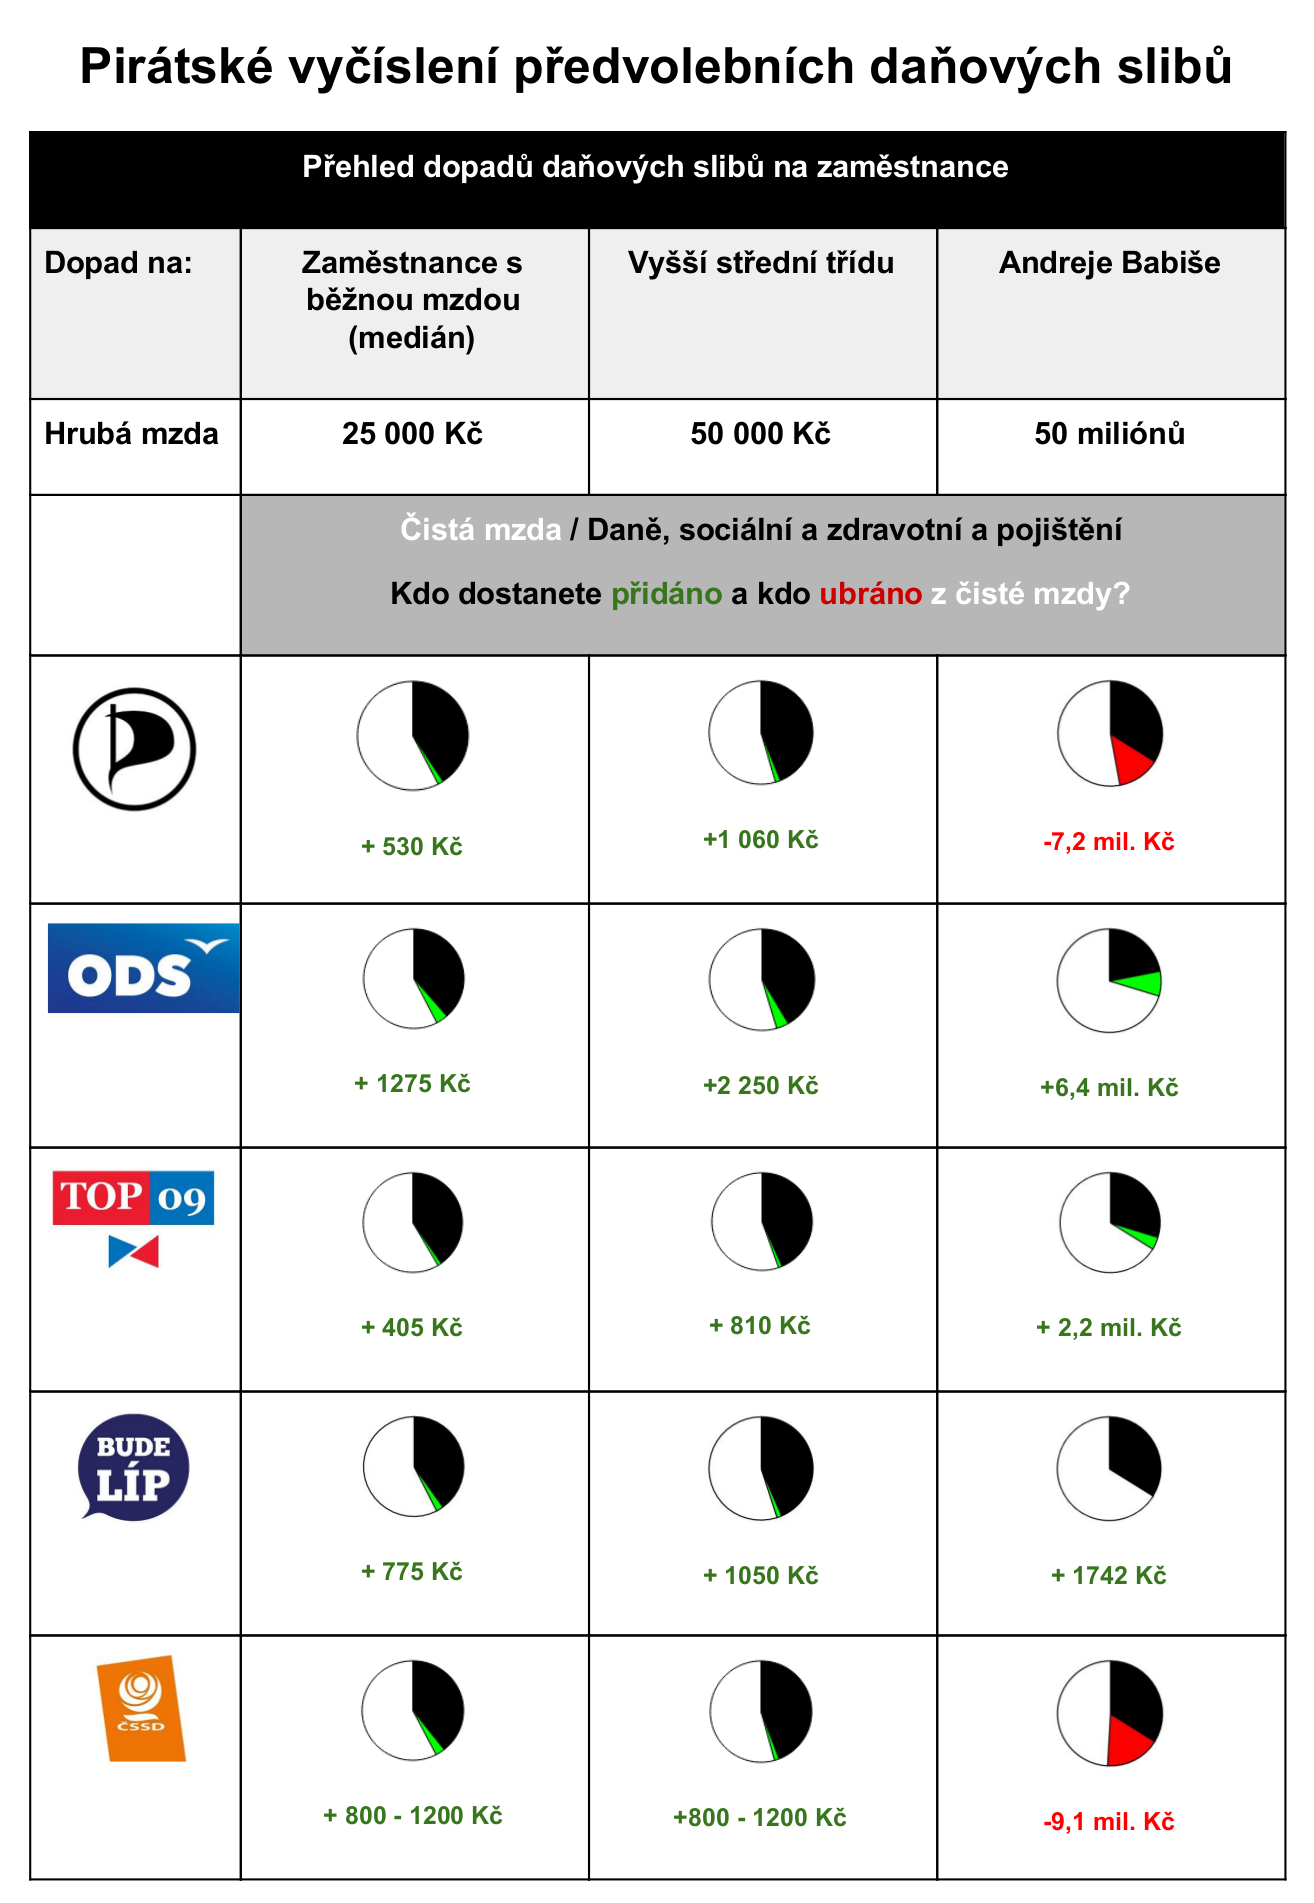 Pirátské vyčíslení předvolebních daňových slibů
Přehled dopadů daňových slibů na zaměstnance
Dopad na:
Zaměstnance s
běžnou mzdou
(medián)
Vyšší střední třídu
Andreje Babiše
Hrubá mzda
25 000 Kč
50 000 Kč
50 miliónů
Čistá mzda / Daně, sociální a zdravotní a pojištění
Kdo dostanete přidáno a kdo ubráno z čisté mzdy?
+ 530 Kč
+1 060 Kč
-7,2 mil. Kč
ODS
+ 1275 Kč
+2 250 Kč
+6,4 mil. Kč
TOP 09
+ 405 Kč
+ 810 Kč
+ 2,2 mil. Kč
BUDE
LÍP
+ 775 Kč
+ 1050 Kč
+ 1742 Kč
ČSSD
+ 800 - 1200 Kč
+800 - 1200 Kč
-9,1 mil. Kč